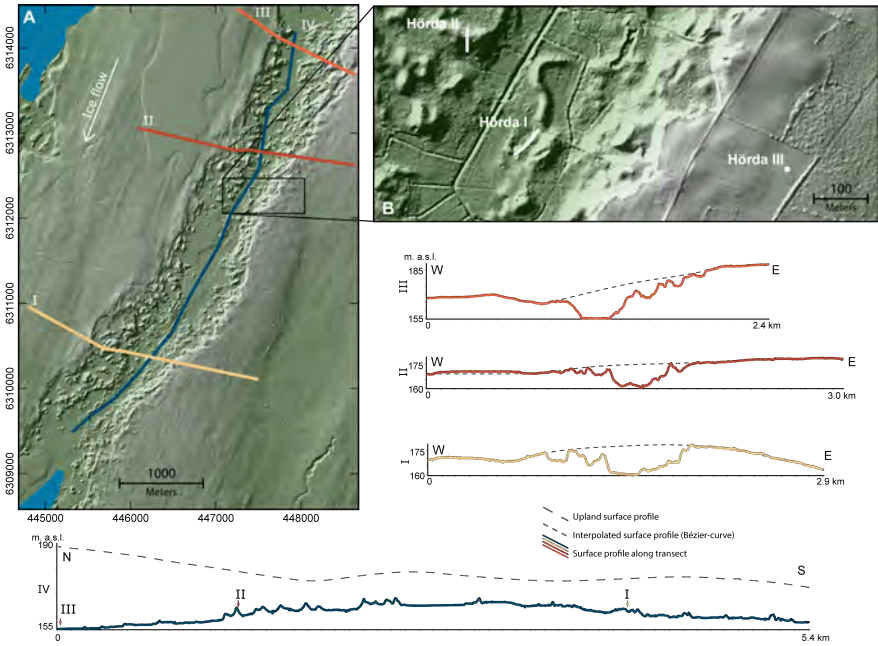 A
III
IV
6314000
Ice flow
II
6313000
6312000
I
6311000
6310000
6309000
1000
Meters
445000 446000 447000 448000
Hörda II
Hörda I
Hörda III
B
100
Meters
m a.s.l.
185
W
E
III
155
0
2.4 km
175
W
E
II
160
0
3.0 km
175
W
E
I
160
0
2.9 km
Upland surface profile
Interpolated surface profile (Bézier-curve)
Surface profile along transect
m. a.s.l.
190
N
S
IV
III
II
I
155
0
5.4 km